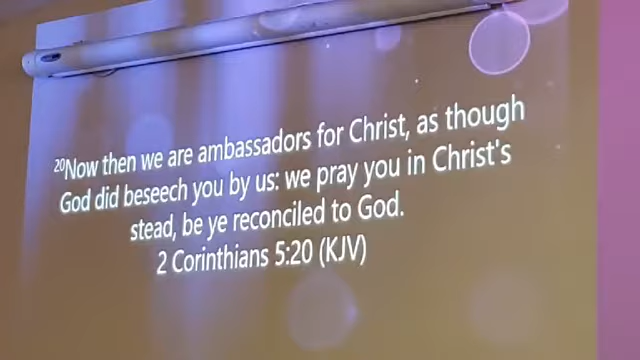 ²⁰Now then we are ambassadors for Christ, as though
God did beseech you by us: we pray you in Christ's
stead, be ye reconciled to God.
2 Corinthians 5:20 (KJV)